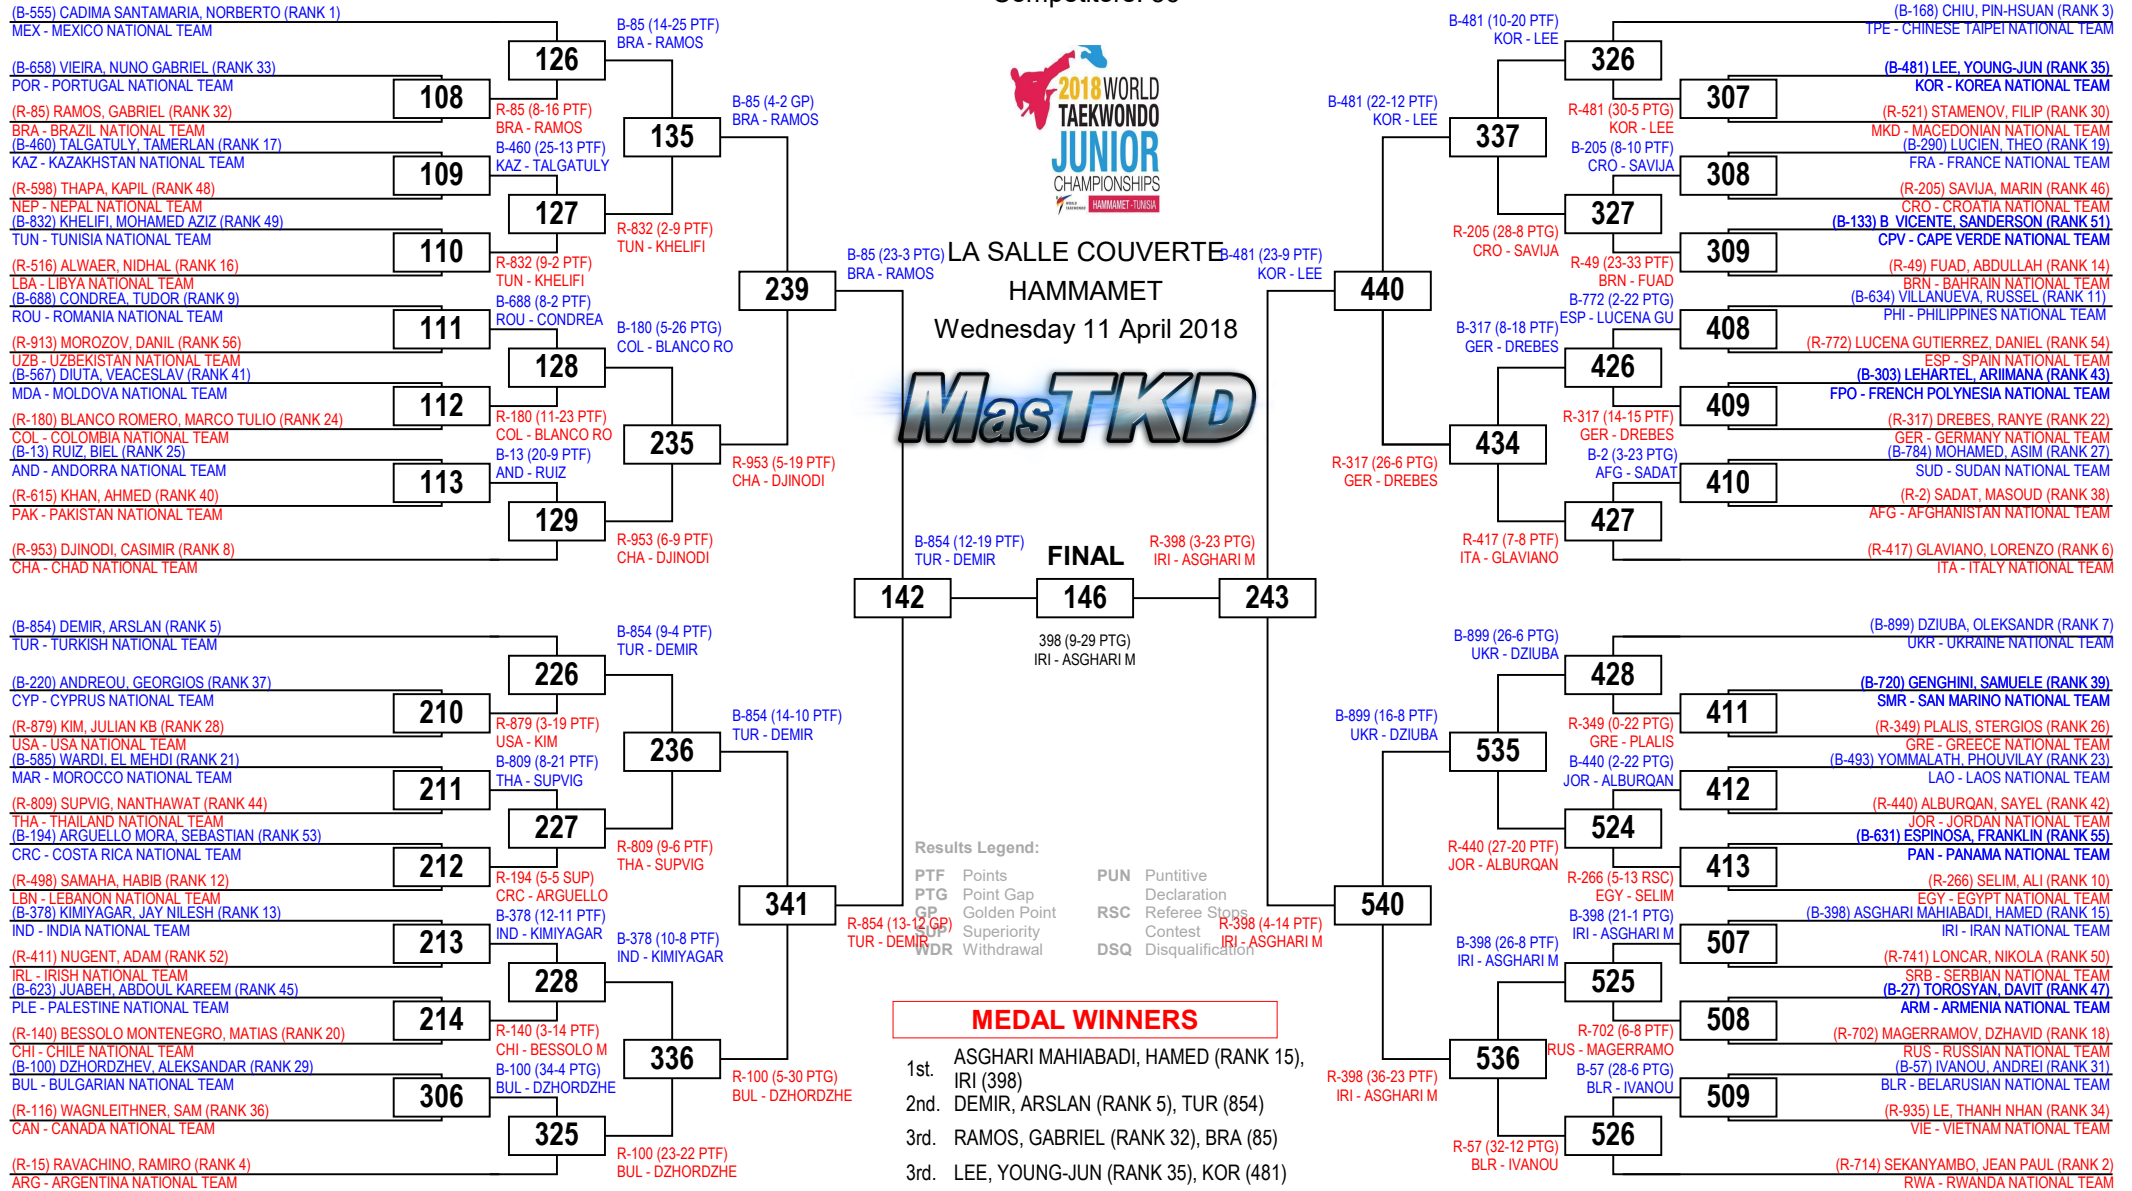 (B-555) CADIMA SANTAMARIA, NORBERTO (RANK 1)
MEX - MEXICO NATIONAL TEAM
(B-658) VIEIRA, NUNO GABRIEL (RANK 33)
POR - PORTUGAL NATIONAL TEAM
(R-85) RAMOS, GABRIEL (RANK 32)
BRA - BRAZIL NATIONAL TEAM
(B-460) TALGATULY, TAMERLAN (RANK 17)
KAZ - KAZAKHSTAN NATIONAL TEAM
(R-598) THAPA, KAPIL (RANK 48)
NEP - NEPAL NATIONAL TEAM
(B-832) KHELIFI, MOHAMED AZIZ (RANK 49)
TUN - TUNISIA NATIONAL TEAM
(R-516) ALWAER, NIDHAL (RANK 16)
LBA - LIBYA NATIONAL TEAM
(B-688) CONDREA, TUDOR (RANK 9)
ROU - ROMANIA NATIONAL TEAM
(R-913) MOROZOV, DANIL (RANK 56)
UZB - UZBEKISTAN NATIONAL TEAM
(B-567) DIUTA, VEACESLAV (RANK 41)
MDA - MOLDOVA NATIONAL TEAM
(R-180) BLANCO ROMERO, MARCO TULIO (RANK 24)
COL - COLOMBIA NATIONAL TEAM
(B-13) RUIZ, BIEL (RANK 25)
AND - ANDORRA NATIONAL TEAM
(R-615) KHAN, AHMED (RANK 40)
PAK - PAKISTAN NATIONAL TEAM
(R-953) DJINODI, CASIMIR (RANK 8)
CHA - CHAD NATIONAL TEAM
(B-854) DEMIR, ARSLAN (RANK 5)
TUR - TURKISH NATIONAL TEAM
(B-220) ANDREOU, GEORGIOS (RANK 37)
CYP - CYPRUS NATIONAL TEAM
(R-879) KIM, JULIAN KB (RANK 28)
USA - USA NATIONAL TEAM
(B-585) WARDI, EL MEHDI (RANK 21)
MAR - MOROCCO NATIONAL TEAM
(R-809) SUPVIG, NANTHAWAT (RANK 44)
THA - THAILAND NATIONAL TEAM
(B-194) ARGUELLO MORA, SEBASTIAN (RANK 53)
CRC - COSTA RICA NATIONAL TEAM
(R-498) SAMAHA, HABIB (RANK 12)
LBN - LEBANON NATIONAL TEAM
(B-378) KIMIYAGAR, JAY NILESH (RANK 13)
IND - INDIA NATIONAL TEAM
(R-411) NUGENT, ADAM (RANK 52)
IRL - IRISH NATIONAL TEAM
(B-623) JUABEH, ABDOUL KAREEM (RANK 45)
PLE - PALESTINE NATIONAL TEAM
(R-140) BESSOLO MONTENEGRO, MATIAS (RANK 20)
CHI - CHILE NATIONAL TEAM
(B-100) DZHORDZHEV, ALEKSANDAR (RANK 29)
BUL - BULGARIAN NATIONAL TEAM
(R-116) WAGNLEITHNER, SAM (RANK 36)
CAN - CANADA NATIONAL TEAM
(R-15) RAVACHINO, RAMIRO (RANK 4)
ARG - ARGENTINA NATIONAL TEAM
108
109
110
111
112
113
210
211
212
213
214
306
126
R-85 (8-16 PTF)
BRA - RAMOS
B-460 (25-13 PTF)
KAZ - TALGATULY
127
R-832 (9-2 PTF)
TUN - KHELIFI
B-688 (8-2 PTF)
ROU - CONDREA
128
R-180 (11-23 PTF)
COL - BLANCO RO
B-13 (20-9 PTF)
AND - RUIZ
129
226
R-879 (3-19 PTF)
USA - KIM
B-809 (8-21 PTF)
THA - SUPVIG
227
R-194 (5-5 SUP)
CRC - ARGUELLO
B-378 (12-11 PTF)
IND - KIMIYAGAR
228
R-140 (3-14 PTF)
CHI - BESSOLO M
B-100 (34-4 PTG)
BUL - DZHORDZHE
325
B-85 (14-25 PTF)
BRA - RAMOS
135
R-832 (2-9 PTF)
TUN - KHELIFI
B-180 (5-26 PTG)
COL - BLANCO RO
235
R-953 (6-9 PTF)
CHA - DJINODI
B-854 (9-4 PTF)
TUR - DEMIR
236
R-809 (9-6 PTF)
THA - SUPVIG
B-378 (10-8 PTF)
IND - KIMIYAGAR
336
R-100 (23-22 PTF)
BUL - DZHORDZHE
B-85 (4-2 GP)
BRA - RAMOS
239
R-953 (5-19 PTF)
CHA - DJINODI
B-854 (14-10 PTF)
TUR - DEMIR
341
R-100 (5-30 PTG)
BUL - DZHORDZHE
B-85 (23-3 PTG)
BRA - RAMOS
142
R-854 (13-12 GP)
TUR - DEMIR
2018 WORLD
TAEKWONDO
JUNIOR
CHAMPIONSHIPS
HAMMAMET - TUNISIA
LA SALLE COUVERTE
HAMMAMET
Wednesday 11 April 2018
MasTKD
B-854 (12-19 PTF)
TUR - DEMIR
FINAL
R-398 (3-23 PTG)
IRI - ASGHARI M
146
398 (9-29 PTG)
IRI - ASGHARI M
Results Legend:
PTF Points
PTG Point Gap
GP Golden Point
SUP Superiority
WDR Withdrawal
PUN Puntitive
Declaration
RSC Referee Stops
Contest
DSQ Disqualification
MEDAL WINNERS
1st. ASGHARI MAHIABADI, HAMED (RANK 15),
IRI (398)
2nd. DEMIR, ARSLAN (RANK 5), TUR (854)
3rd. RAMOS, GABRIEL (RANK 32), BRA (85)
3rd. LEE, YOUNG-JUN (RANK 35), KOR (481)
B-481 (23-9 PTF)
KOR - LEE
243
R-398 (4-14 PTF)
IRI - ASGHARI M
B-481 (22-12 PTF)
KOR - LEE
440
R-317 (26-6 PTG)
GER - DREBES
B-899 (16-8 PTF)
UKR - DZIUBA
540
R-398 (36-23 PTF)
IRI - ASGHARI M
B-481 (10-20 PTF)
KOR - LEE
337
R-205 (28-8 PTG)
CRO - SAVIJA
B-317 (8-18 PTF)
GER - DREBES
434
R-417 (7-8 PTF)
ITA - GLAVIANO
B-899 (26-6 PTG)
UKR - DZIUBA
535
R-440 (27-20 PTF)
JOR - ALBURQAN
B-398 (26-8 PTF)
IRI - ASGHARI M
536
R-57 (32-12 PTG)
BLR - IVANOU
326
R-481 (30-5 PTG)
KOR - LEE
B-205 (8-10 PTF)
CRO - SAVIJA
327
R-49 (23-33 PTF)
BRN - FUAD
B-772 (2-22 PTG)
ESP - LUCENA GU
426
R-317 (14-15 PTF)
GER - DREBES
B-2 (3-23 PTG)
AFG - SADAT
427
428
R-349 (0-22 PTG)
GRE - PLALIS
B-440 (2-22 PTG)
JOR - ALBURQAN
524
R-266 (5-13 RSC)
EGY - SELIM
B-398 (21-1 PTG)
IRI - ASGHARI M
525
R-702 (6-8 PTF)
RUS - MAGERRAMO
B-57 (28-6 PTG)
BLR - IVANOU
526
307
308
309
408
409
410
411
412
413
507
508
509
(B-168) CHIU, PIN-HSUAN (RANK 3)
TPE - CHINESE TAIPEI NATIONAL TEAM
(B-481) LEE, YOUNG-JUN (RANK 35)
KOR - KOREA NATIONAL TEAM
(R-521) STAMENOV, FILIP (RANK 30)
MKD - MACEDONIAN NATIONAL TEAM
(B-290) LUCIEN, THEO (RANK 19)
FRA - FRANCE NATIONAL TEAM
(R-205) SAVIJA, MARIN (RANK 46)
CRO - CROATIA NATIONAL TEAM
(B-133) B VICENTE, SANDERSON (RANK 51)
CPV - CAPE VERDE NATIONAL TEAM
(R-49) FUAD, ABDULLAH (RANK 14)
BRN - BAHRAIN NATIONAL TEAM
(B-634) VILLANUEVA, RUSSEL (RANK 11)
PHI - PHILIPPINES NATIONAL TEAM
(R-772) LUCENA GUTIERREZ, DANIEL (RANK 54)
ESP - SPAIN NATIONAL TEAM
(B-303) LEHARTEL, ARIIMANA (RANK 43)
FPO - FRENCH POLYNESIA NATIONAL TEAM
(R-317) DREBES, RANYE (RANK 22)
GER - GERMANY NATIONAL TEAM
(B-784) MOHAMED, ASIM (RANK 27)
SUD - SUDAN NATIONAL TEAM
(R-2) SADAT, MASOUD (RANK 38)
AFG - AFGHANISTAN NATIONAL TEAM
(R-417) GLAVIANO, LORENZO (RANK 6)
ITA - ITALY NATIONAL TEAM
(B-899) DZIUBA, OLEKSANDR (RANK 7)
UKR - UKRAINE NATIONAL TEAM
(B-720) GENGHINI, SAMUELE (RANK 39)
SMR - SAN MARINO NATIONAL TEAM
(R-349) PLALIS, STERGIOS (RANK 26)
GRE - GREECE NATIONAL TEAM
(B-493) YOMMALATH, PHOUVILAY (RANK 23)
LAO - LAOS NATIONAL TEAM
(R-440) ALBURQAN, SAYEL (RANK 42)
JOR - JORDAN NATIONAL TEAM
(B-631) ESPINOSA, FRANKLIN (RANK 55)
PAN - PANAMA NATIONAL TEAM
(R-266) SELIM, ALI (RANK 10)
EGY - EGYPT NATIONAL TEAM
(B-398) ASGHARI MAHIABADI, HAMED (RANK 15)
IRI - IRAN NATIONAL TEAM
(R-741) LONCAR, NIKOLA (RANK 50)
SRB - SERBIAN NATIONAL TEAM
(B-27) TOROSYAN, DAVIT (RANK 47)
ARM - ARMENIA NATIONAL TEAM
(R-702) MAGERRAMOV, DZHAVID (RANK 18)
RUS - RUSSIAN NATIONAL TEAM
(B-57) IVANOU, ANDREI (RANK 31)
BLR - BELARUSIAN NATIONAL TEAM
(R-935) LE, THANH NHAN (RANK 34)
VIE - VIETNAM NATIONAL TEAM
(R-714) SEKANYAMBO, JEAN PAUL (RANK 2)
RWA - RWANDA NATIONAL TEAM